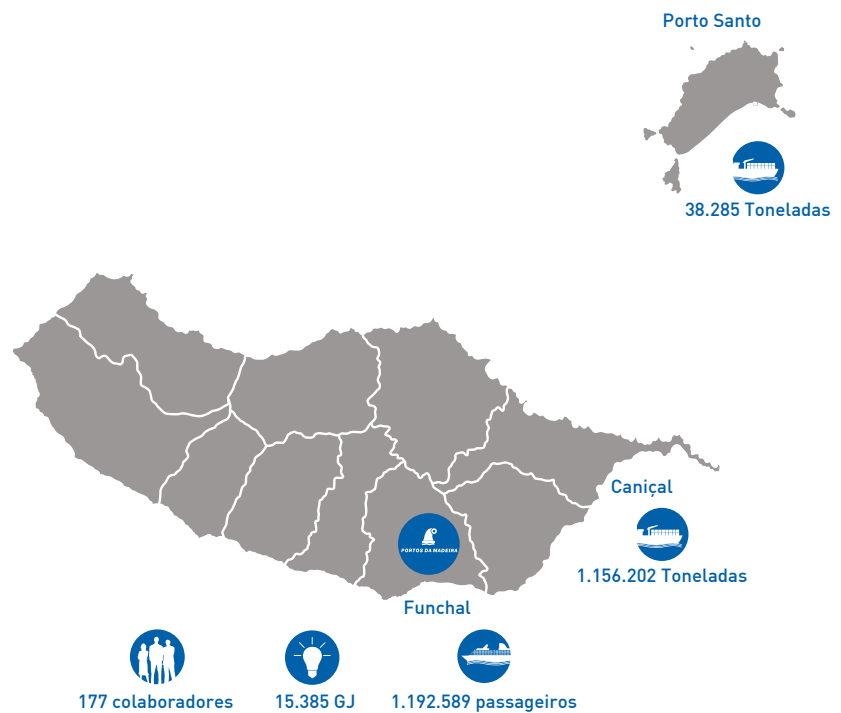 Porto Santo
38.285 Toneladas
Caniçal
1.156.202 Toneladas
PORTOS DA MADEIRA
Funchal
177 colaboradores
15.385 GJ
1.192.589 passageiros